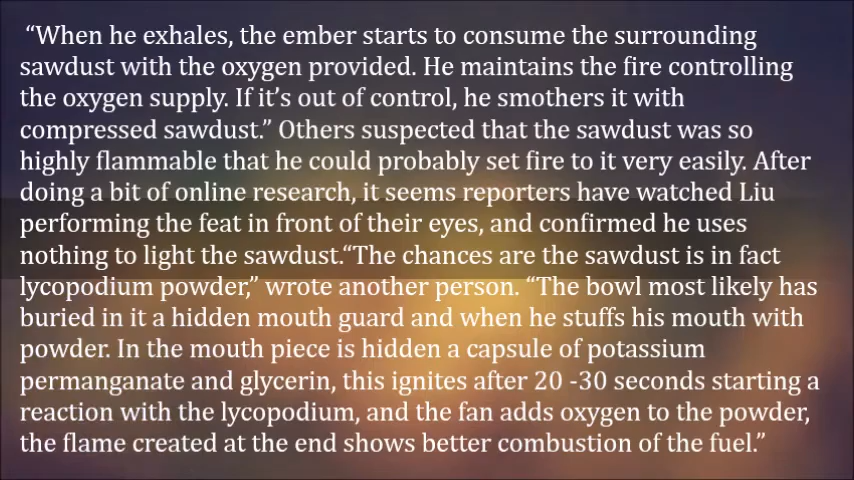 “When he exhales, the ember starts to consume the surrounding
sawdust with the oxygen provided. He maintains the fire controlling
the oxygen supply. If it’s out of control, he smothers it with
compressed sawdust.” Others suspected that the sawdust was so
highly flammable that he could probably set fire to it very easily. After
doing a bit of online research, it seems reporters have watched Liu
performing the feat in front of their eyes, and confirmed he uses
nothing to light the sawdust.“The chances are the sawdust is in fact
lycopodium powder,” wrote another person. “The bowl most likely has
buried in it a hidden mouth guard and when he stuffs his mouth with
powder. In the mouth piece is hidden a capsule of potassium
permanganate and glycerin, this ignites after 20 -30 seconds starting a
reaction with the lycopodium, and the fan adds oxygen to the powder,
the flame created at the end shows better combustion of the fuel.”